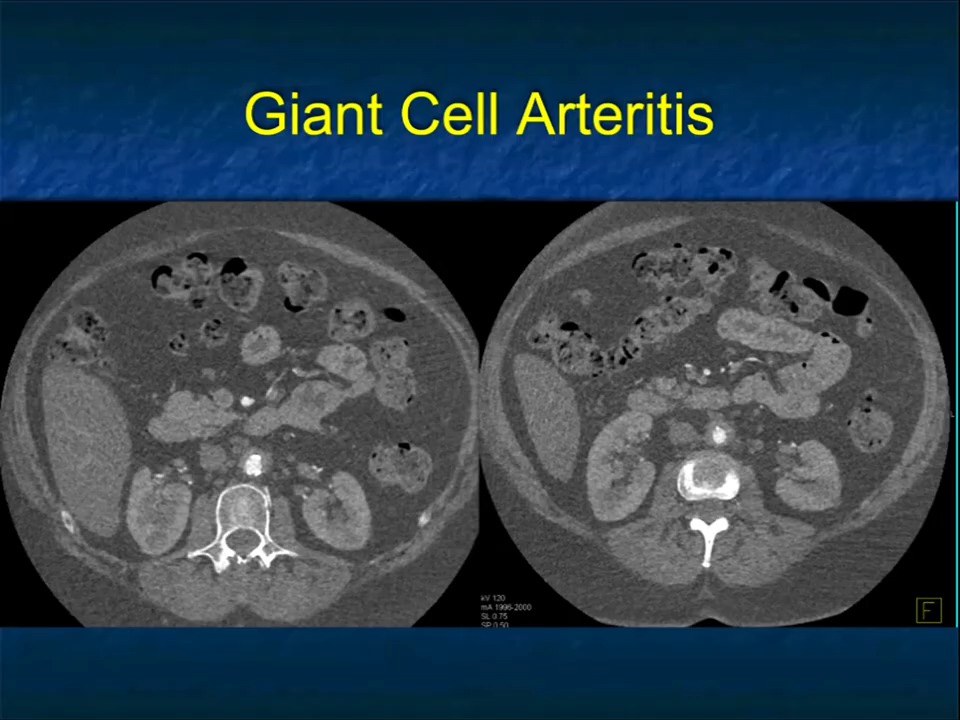 Giant Cell Arteritis
kV 120
mA 1996-2000
SL 0.75
SP 0.50
F